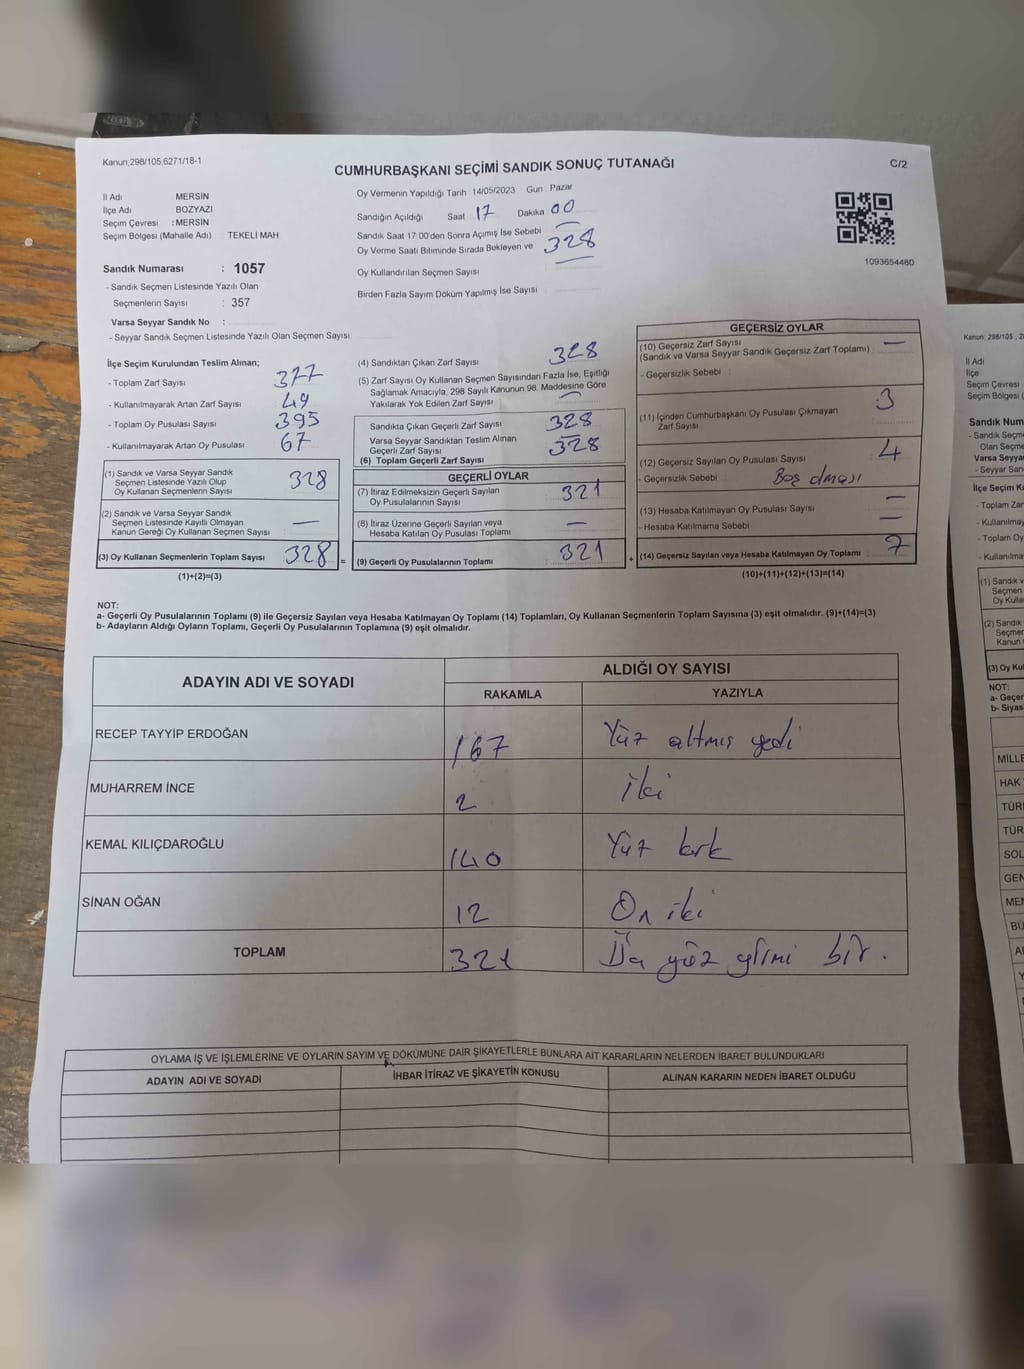 Kanun,298/105,6271/18-1
CUMHURBAŞKANI SEÇİMİ SANDIK SONUÇ TUTANAĞI
C/2
İl Adı MERSİN
İlçe Adı BOZYAZI
Seçim Çevresi : MERSİN
Seçim Bölgesi (Mahalle Adı) : TEKELİ MAH
Sandık Numarası : 1057
- Sandık Seçmen Listesinde Yazılı Olan
Seçmenlerin Sayısı : 357
Varsa Seyyar Sandık No :
- Seyyar Sandık Seçmen Listesinde Yazılı Olan Seçmen Sayısı :
Oy Vermenin Yapıldığı Tarih 14/05/2023 Gün Pazar
Sandığın Açıldığı Saat 17 Dakika 00
Sandık Saat 17:00'den Sonra Açımış İse Sebebi : —
Oy Verme Saati Bitiminde Sırada Bekleyen ve 328
Oy Kullandırılan Seçmen Sayısı —
Birden Fazla Sayım Döküm Yapılmış İse Sayısı :
1093654480
İlçe Seçim Kurulundan Teslim Alınan;
- Toplam Zarf Sayısı : 377
- Kullanılmayarak Artan Zarf Sayısı : 49
- Toplam Oy Pusulası Sayısı : 395
- Kullanılmayarak Artan Oy Pusulası : 67
(1) Sandık ve Varsa Seyyar Sandık
Seçmen Listesinde Yazılı Olup
Oy Kullanan Seçmenlerin Sayısı : 328
(2) Sandık ve Varsa Seyyar Sandık
Seçmen Listesinde Kayıtlı Olmayan
Kanun Gereği Oy Kullanan Seçmen Sayısı : —
(3) Oy Kullanan Seçmenlerin Toplam Sayısı : 328 =
(1)+(2)=(3)
(4) Sandıktan Çıkan Zarf Sayısı : 328
(5) Zarf Sayısı Oy Kullanan Seçmen Sayısından Fazla İse, Eşitliği
Sağlamak Amacıyla, 298 Sayılı Kanunun 98. Maddesine Göre
Yakılarak Yok Edilen Zarf Sayısı : —
Sandıkta Çıkan Geçerli Zarf Sayısı : 328
Varsa Seyyar Sandıktan Teslim Alınan
Geçerli Zarf Sayısı : —
(6) Toplam Geçerli Zarf Sayısı : 328
GEÇERLİ OYLAR
(7) İtiraz Edilmeksizin Geçerli Sayılan
Oy Pusulalarının Sayısı : 321
(8) İtiraz Üzerine Geçerli Sayılan veya
Hesaba Katılan Oy Pusulası Toplamı : —
(9) Geçerli Oy Pusulalarının Toplamı : 321 +
GEÇERSİZ OYLAR
(10) Geçersiz Zarf Sayısı
(Sandık ve Varsa Seyyar Sandık Geçersiz Zarf Toplamı) : —
- Geçersizlik Sebebi :
(11) İçinden Cumhurbaşkanı Oy Pusulası Çıkmayan
Zarf Sayısı : 3
(12) Geçersiz Sayılan Oy Pusulası Sayısı : 4
- Geçersizlik Sebebi : Boş olması
(13) Hesaba Katılmayan Oy Pusulası Sayısı : —
- Hesaba Katılmama Sebebi : —
(14) Geçersiz Sayılan veya Hesaba Katılmayan Oy Toplamı : 7
(10)+(11)+(12)+(13)=(14)
NOT:
a- Geçerli Oy Pusulalarının Toplamı (9) ile Geçersiz Sayılan veya Hesaba Katılmayan Oy Toplamı (14) Toplamları, Oy Kullanan Seçmenlerin Toplam Sayısına (3) eşit olmalıdır. (9)+(14)=(3)
b- Adayların Aldığı Oyların Toplamı, Geçerli Oy Pusulalarının Toplamına (9) eşit olmalıdır.
ADAYIN ADI VE SOYADI ALDIĞI OY SAYISI
RAKAMLA YAZIYLA
RECEP TAYYİP ERDOĞAN 167 Yüz altmış yedi
MUHARREM İNCE 2 iki
KEMAL KILIÇDAROĞLU 140 Yüz kırk
SİNAN OĞAN 12 On iki
TOPLAM 321 Üç yüz yirmi bir.
OYLAMA İŞ VE İŞLEMLERİNE VE OYLARIN SAYIM VE DÖKÜMÜNE DAİR ŞİKAYETLERLE BUNLARA AİT KARARLARIN NELERDEN İBARET BULUNDUKLARI
ADAYIN ADI VE SOYADI İHBAR İTİRAZ VE ŞİKAYETİN KONUSU ALINAN KARARIN NEDEN İBARET OLDUĞU
Kanun, 298/105
İl Adı
İlçe
Seçim Çevresi
Seçim Bölgesi (
Sandık Num
- Sandık Seçm
Olan Seçme
Varsa Seyya
- Seyyar San
İlçe Seçim K
- Toplam Zar
- Kullanılmay
- Toplam Oy
- Kullanılma
(1) Sandık v
Seçmen
Oy Kulla
(2) Sandık
Seçmer
Kanun
(3) Oy Kul
NOT:
a- Geçer
b- Siyas
MİLLE
HAK
TÜRİ
TÜR
SOL
GEN
MEM
BÜ